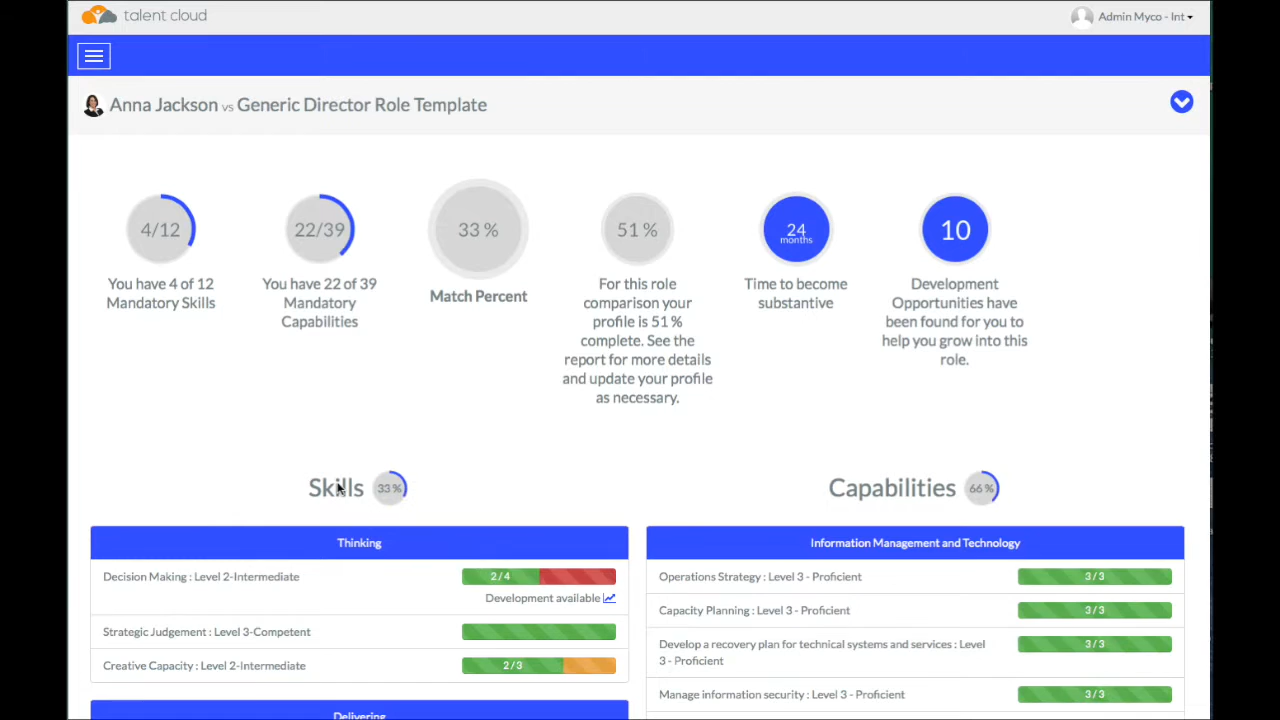 talent cloud
Admin Myco - Int
Anna Jackson vs Generic Director Role Template
4/12
You have 4 of 12
Mandatory Skills
22/39
You have 22 of 39
Mandatory
Capabilities
33 %
Match Percent
51 %
For this role
comparison your
profile is 51 %
complete. See the
report for more details
and update your profile
as necessary.
24
months
Time to become
substantive
10
Development
Opportunities have
been found for you to
help you grow into this
role.
Skills 33 %
Thinking
Decision Making : Level 2-Intermediate 2 / 4
Development available
Strategic Judgement : Level 3-Competent
Creative Capacity : Level 2-Intermediate 2 / 3
Delivering
Capabilities 66 %
Information Management and Technology
Operations Strategy : Level 3 - Proficient 3 / 3
Capacity Planning : Level 3 - Proficient 3 / 3
Develop a recovery plan for technical systems and services : Level 3 / 3
3 - Proficient
Manage information security : Level 3 - Proficient 3 / 3